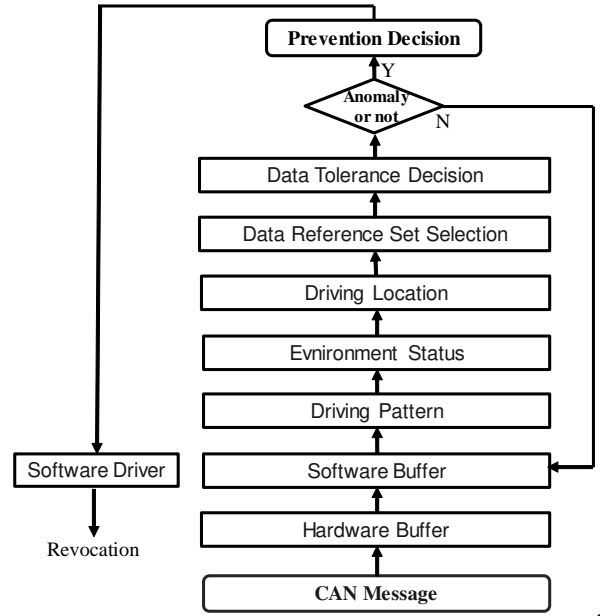 Prevention Decision
Y
Anomaly
or not
N
Data Tolerance Decision
Data Reference Set Selection
Driving Location
Evnironment Status
Driving Pattern
Software Driver
Software Buffer
Revocation
Hardware Buffer
CAN Message